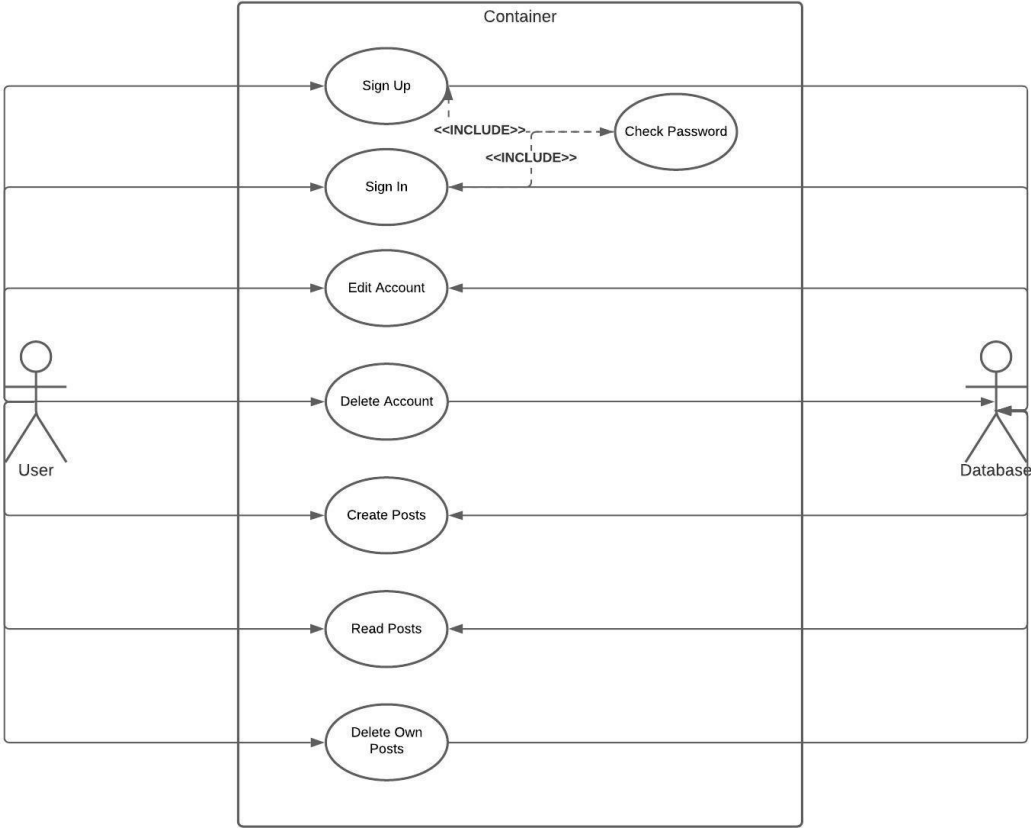 Container
Sign Up
<<INCLUDE>>
Check Password
<<INCLUDE>>
Sign In
Edit Account
Delete Account
User
Database
Create Posts
Read Posts
Delete Own
Posts